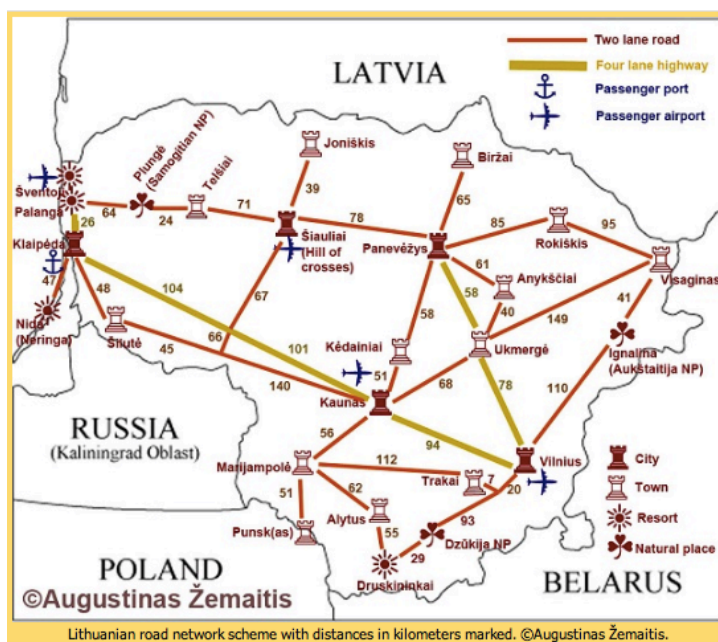 LATVIA
Two lane road
Four lane highway
Passenger port
Passenger airport
Plungė
(Samogitian NP)
Telšiai
Joniškis
Biržai
Šventoji
Palanga
64
24
71
39
78
65
85
95
26
Klaipėda
Šiauliai
(Hill of
crosses)
Panevėžys
Rokiškis
Visaginas
61
Anykščiai
104
67
58
58
40
149
41
47
48
Nida
(Neringa)
Šilutė
45
66
101
140
Kėdainiai
51
68
Ukmergė
78
110
Ignalina
(Aukštaitija NP)
Kaunas
RUSSIA
(Kaliningrad Oblast)
56
94
Marijampolė
112
Trakai
7
20
Vilnius
City
Town
Resort
Natural place
51
62
Punsk(as)
Alytus
55
93
29
Dzūkija NP
Druskininkai
POLAND
BELARUS
©Augustinas Žemaitis
Lithuanian road network scheme with distances in kilometers marked. ©Augustinas Žemaitis.